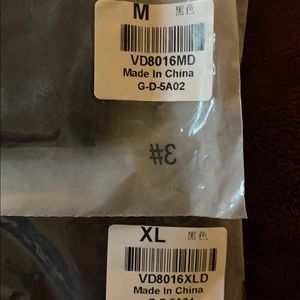 M 黑色
VD8016MD
Made In China
G-D-5A02
3#
XL 黑色
VD8016XLD
Made In China